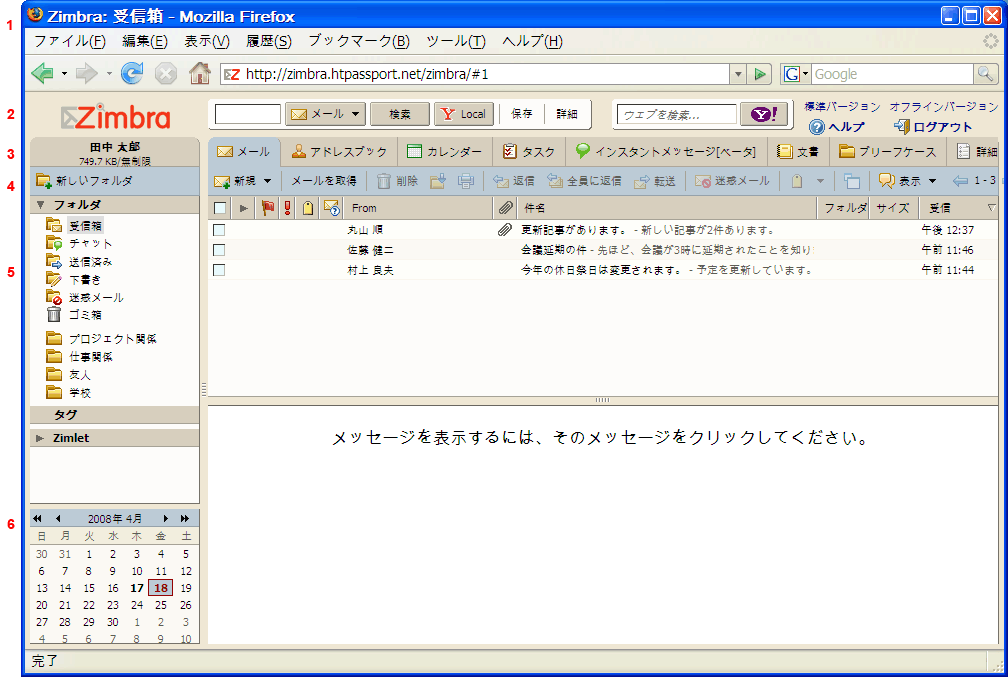 1
Zimbra: 受信箱 - Mozilla Firefox
ファイル(F) 編集(E) 表示(V) 履歴(S) ブックマーク(B) ツール(T) ヘルプ(H)
http://zimbra.htpassport.net/zimbra/#1 G Google
2
Zimbra メール 検索 Y Local 保存 詳細 ウェブを検索... Y! 標準バージョン オフラインバージョン
ヘルプ ログアウト
3
田中 太郎
749.7 KB/無制限
メール アドレスブック カレンダー タスク インスタントメッセージ[ベータ] 文書 ブリーフケース 詳細
4
新しいフォルダ 新規 メールを取得 削除 返信 全員に返信 転送 迷惑メール 表示 1 - 3
フォルダ From 件名 フォルダ サイズ 受信
受信箱
チャット
送信済み
下書き
迷惑メール
ゴミ箱
プロジェクト関係
仕事関係
友人
学校
タグ
Zimlet
5
丸山 順 更新記事があります。 - 新しい記事が2件あります。 午後 12:37
佐藤 健二 会議延期の件 - 先ほど、会議が3時に延期されたことを知り 午前 11:46
村上 良夫 今年の休日祭日は変更されます。 - 予定を更新しています。 午前 11:44
メッセージを表示するには、そのメッセージをクリックしてください。
6
2008年 4月
日 月 火 水 木 金 土
30 31 1 2 3 4 5
6 7 8 9 10 11 12
13 14 15 16 17 18 19
20 21 22 23 24 25 26
27 28 29 30 1 2 3
4 5 6 7 8 9 10
完了